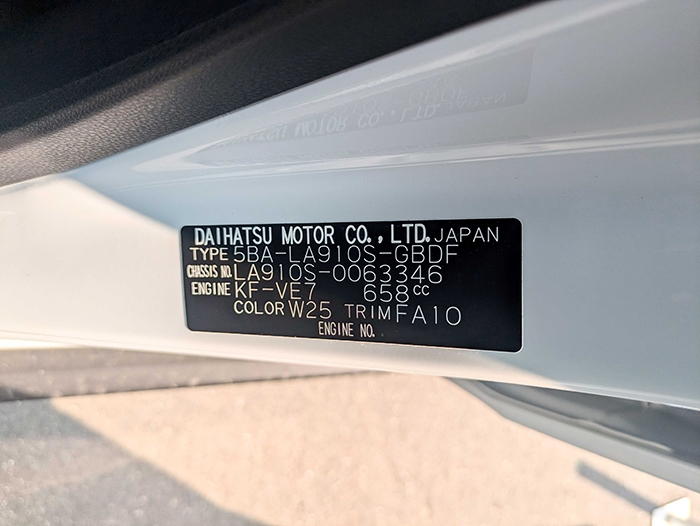 DAIHATSU MOTOR CO., LTD. JAPAN
TYPE 5BA-LA910S-GBDF
CHASSIS NO. LA910S-0063346
ENGINE KF-VE7 658cc
COLOR W25 TRIM FA10
ENGINE NO.